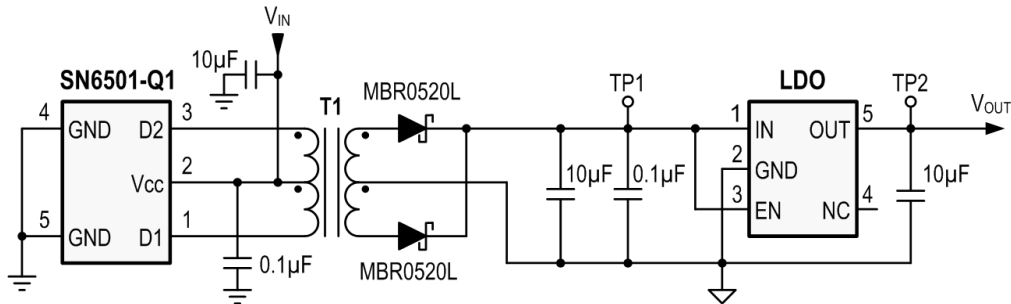 VIN
10µF
SN6501-Q1
T1
MBR0520L
TP1
LDO
TP2
VOUT
4
GND
D2
3
1
IN
OUT
5
2
Vcc
2
GND
10µF
0.1µF
10µF
5
GND
D1
1
3
EN
NC
4
0.1µF
MBR0520L